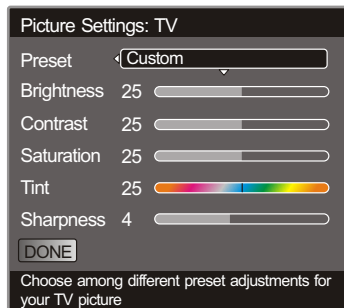 Picture Settings: TV
Preset Custom
Brightness 25
Contrast 25
Saturation 25
Tint 25
Sharpness 4
DONE
Choose among different preset adjustments for
your TV picture